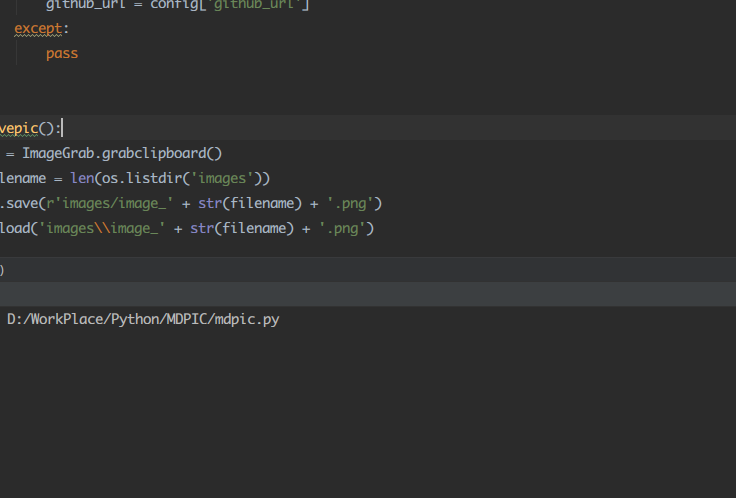 github_url = config['github_url']
except:
pass
vepic():
= ImageGrab.grabclipboard()
lename = len(os.listdir('images'))
.save(r'images/image_' + str(filename) + '.png')
load('images\\image_' + str(filename) + '.png')
)
D:/WorkPlace/Python/MDPIC/mdpic.py